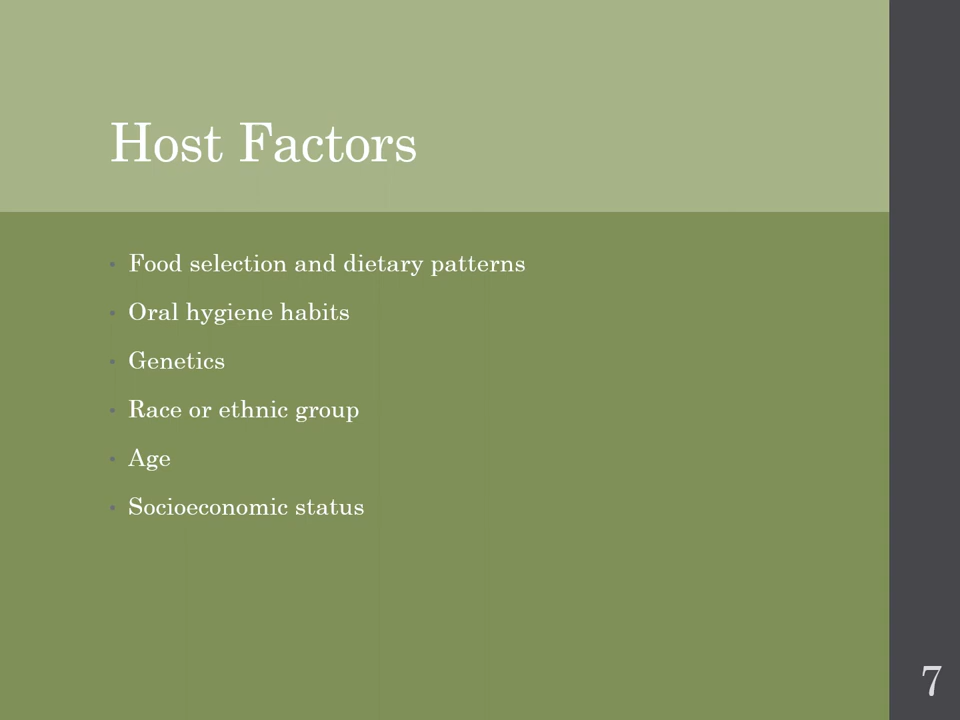 Host Factors
• Food selection and dietary patterns
• Oral hygiene habits
• Genetics
• Race or ethnic group
• Age
• Socioeconomic status
7